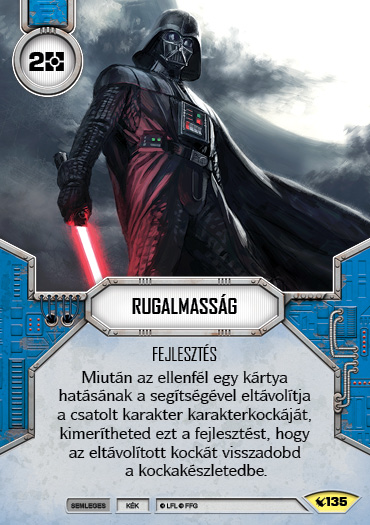 2
RUGALMASSÁG
FEJLESZTÉS
Miután az ellenfél egy kártya
hatásának a segítségével eltávolítja
a csatolt karakter karakterkockáját,
kimerítheted ezt a fejlesztést, hogy
az eltávolított kockát visszadobd
a kockakészletedbe.
SEMLEGES KÉK © LFL © FFG 135